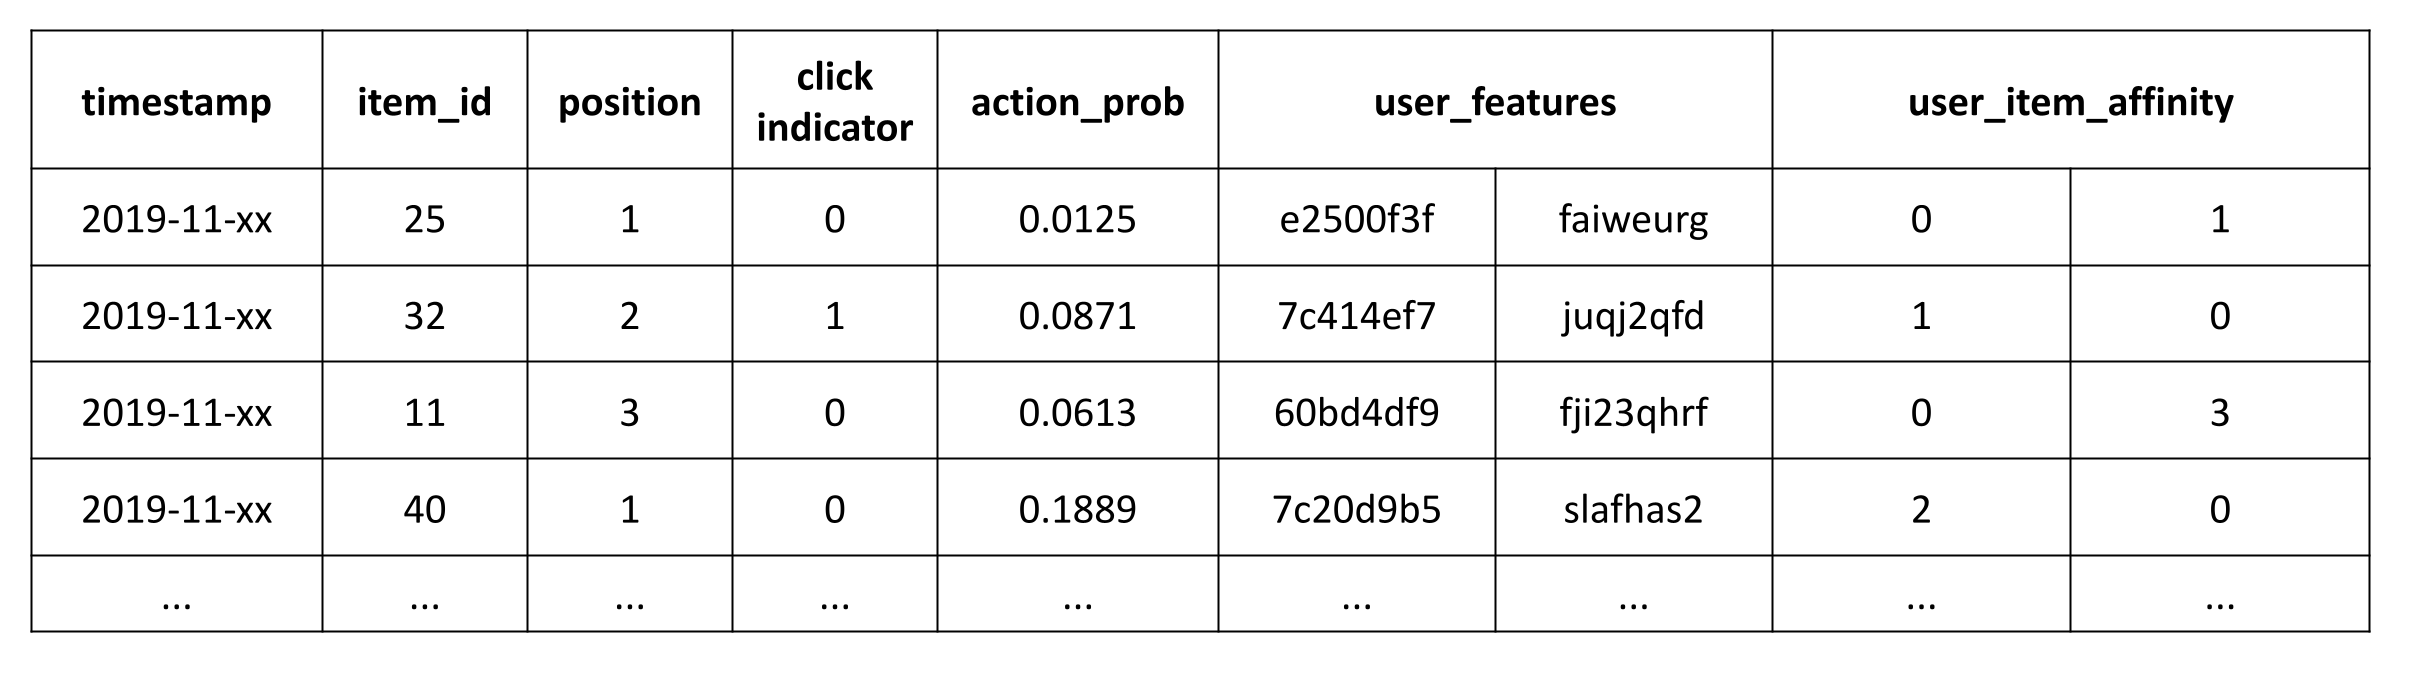 timestamp item_id position click indicator action_prob user_features user_item_affinity
2019-11-xx 25 1 0 0.0125 e2500f3f faiweurg 0 1
2019-11-xx 32 2 1 0.0871 7c414ef7 juqj2qfd 1 0
2019-11-xx 11 3 0 0.0613 60bd4df9 fji23qhrf 0 3
2019-11-xx 40 1 0 0.1889 7c20d9b5 slafhas2 2 0
... ... ... ... ... ... ... ... ...